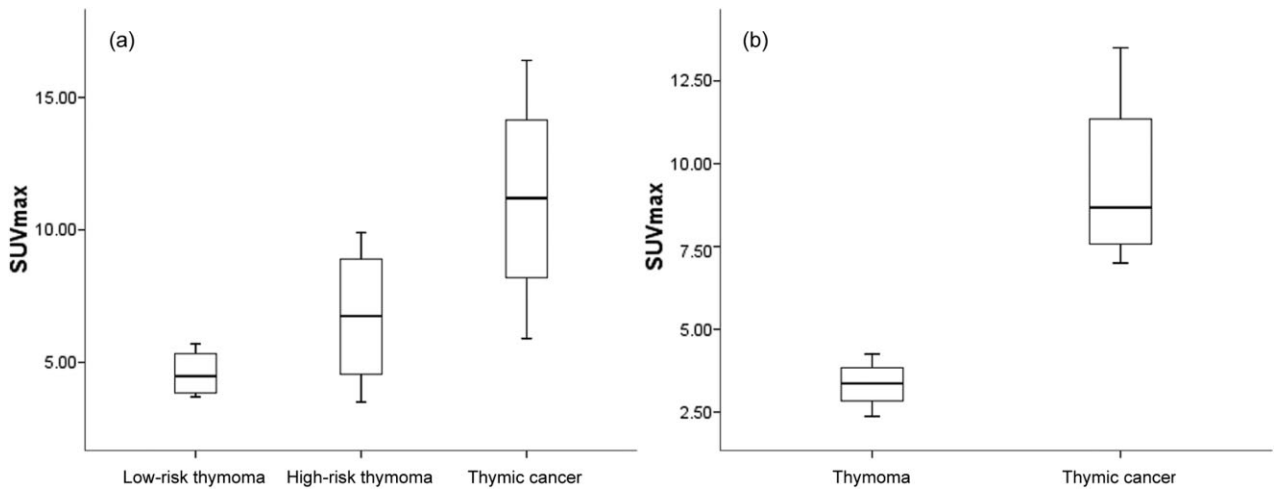 (a)
SUVmax
15.00
10.00
5.00
Low-risk thymoma
High-risk thymoma
Thymic cancer
(b)
SUVmax
12.50
10.00
7.50
5.00
2.50
Thymoma
Thymic cancer